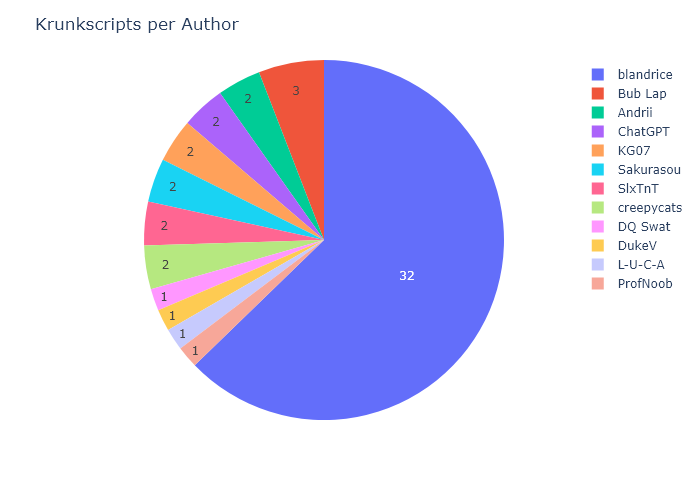 Krunkscripts per Author
32
3
2
2
2
2
2
2
1
1
1
1
blandrice
Bub Lap
Andrii
ChatGPT
KG07
Sakurasou
SlxTnT
creepycats
DQ Swat
DukeV
L-U-C-A
ProfNoob